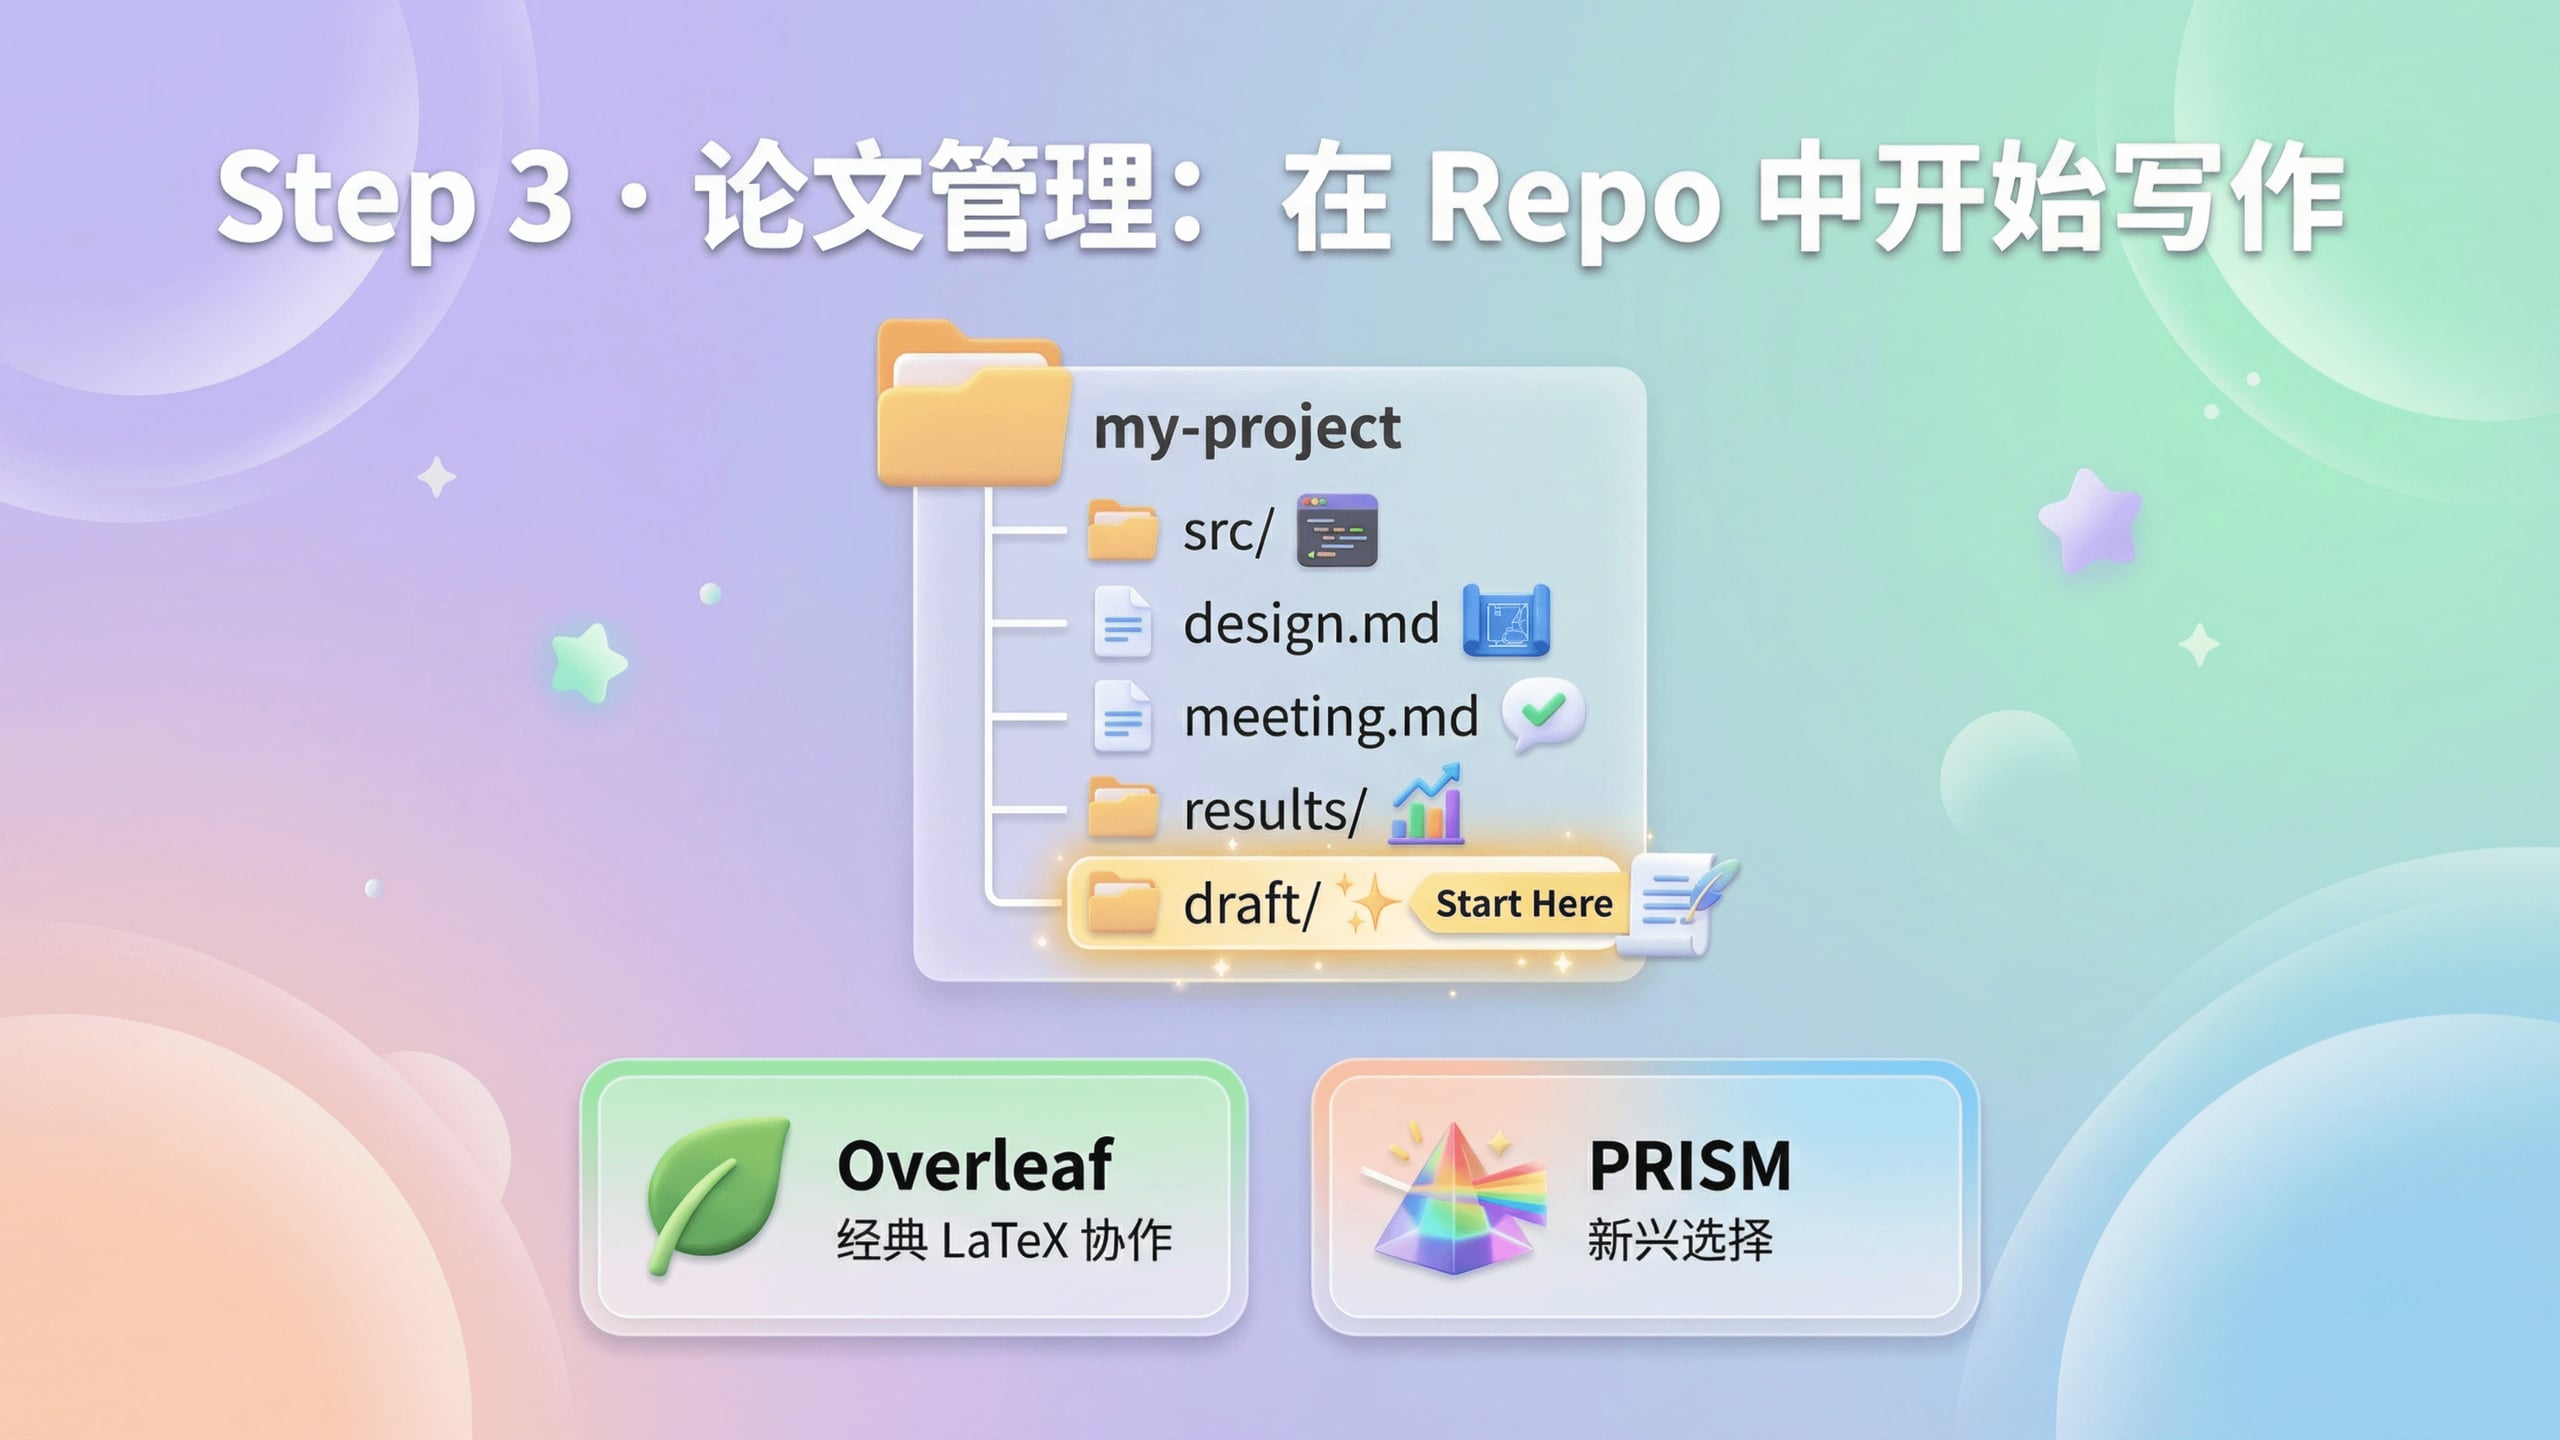 Step 3 · 论文管理：在 Repo 中开始写作
my-project
src/
design.md
meeting.md
results/
draft/ Start Here
Overleaf
经典 LaTeX 协作
PRISM
新兴选择